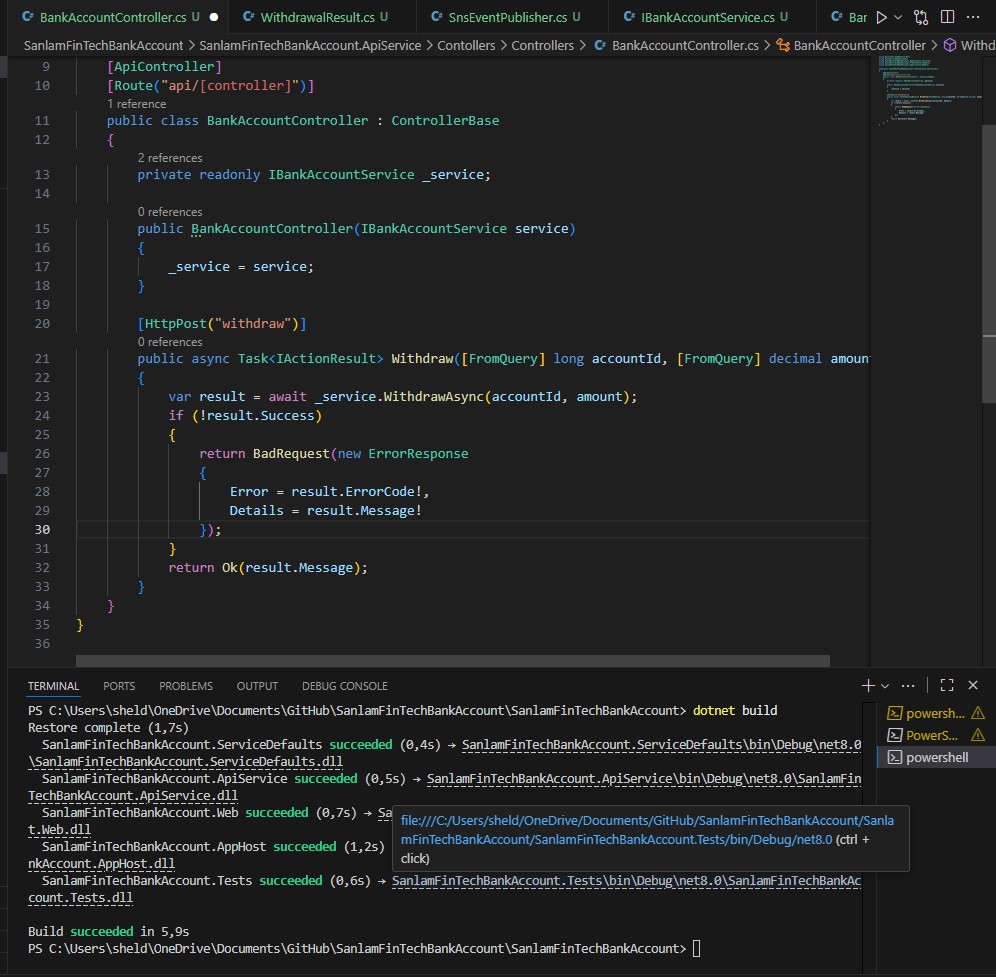 BankAccountController.cs U
WithdrawalResult.cs U
SnsEventPublisher.cs U
IBankAccountService.cs U
Bar
SanlamFinTechBankAccount > SanlamFinTechBankAccount.ApiService > Contollers > Controllers > BankAccountController.cs > BankAccountController > Withd
9 [ApiController]
10 [Route("api/[controller]")]
1 reference
11 public class BankAccountController : ControllerBase
12 {
2 references
13 private readonly IBankAccountService _service;
14
0 references
15 public BankAccountController(IBankAccountService service)
16 {
17 _service = service;
18 }
19
20 [HttpPost("withdraw")]
0 references
21 public async Task<IActionResult> Withdraw([FromQuery] long accountId, [FromQuery] decimal amoun
22 {
23 var result = await _service.WithdrawAsync(accountId, amount);
24 if (!result.Success)
25 {
26 return BadRequest(new ErrorResponse
27 {
28 Error = result.ErrorCode!,
29 Details = result.Message!
30 });
31 }
32 return Ok(result.Message);
33 }
34 }
35 }
36
TERMINAL PORTS PROBLEMS OUTPUT DEBUG CONSOLE
PS C:\Users\sheld\OneDrive\Documents\GitHub\SanlamFinTechBankAccount\SanlamFinTechBankAccount> dotnet build
Restore complete (1,7s)
SanlamFinTechBankAccount.ServiceDefaults succeeded (0,4s) → SanlamFinTechBankAccount.ServiceDefaults\bin\Debug\net8.0
\SanlamFinTechBankAccount.ServiceDefaults.dll
SanlamFinTechBankAccount.ApiService succeeded (0,5s) → SanlamFinTechBankAccount.ApiService\bin\Debug\net8.0\SanlamFin
TechBankAccount.ApiService.dll
SanlamFinTechBankAccount.Web succeeded (0,7s) → Sa
t.Web.dll
SanlamFinTechBankAccount.AppHost succeeded (1,2s)
nkAccount.AppHost.dll
SanlamFinTechBankAccount.Tests succeeded (0,6s) → SanlamFinTechBankAccount.Tests\bin\Debug\net8.0\SanlamFinTechBankAc
count.Tests.dll
Build succeeded in 5,9s
PS C:\Users\sheld\OneDrive\Documents\GitHub\SanlamFinTechBankAccount\SanlamFinTechBankAccount>
file:///C:/Users/sheld/OneDrive/Documents/GitHub/SanlamFinTechBankAccount/Sanla
mFinTechBankAccount/SanlamFinTechBankAccount.Tests/bin/Debug/net8.0 (ctrl +
click)
powersh...
PowerS...
powershell